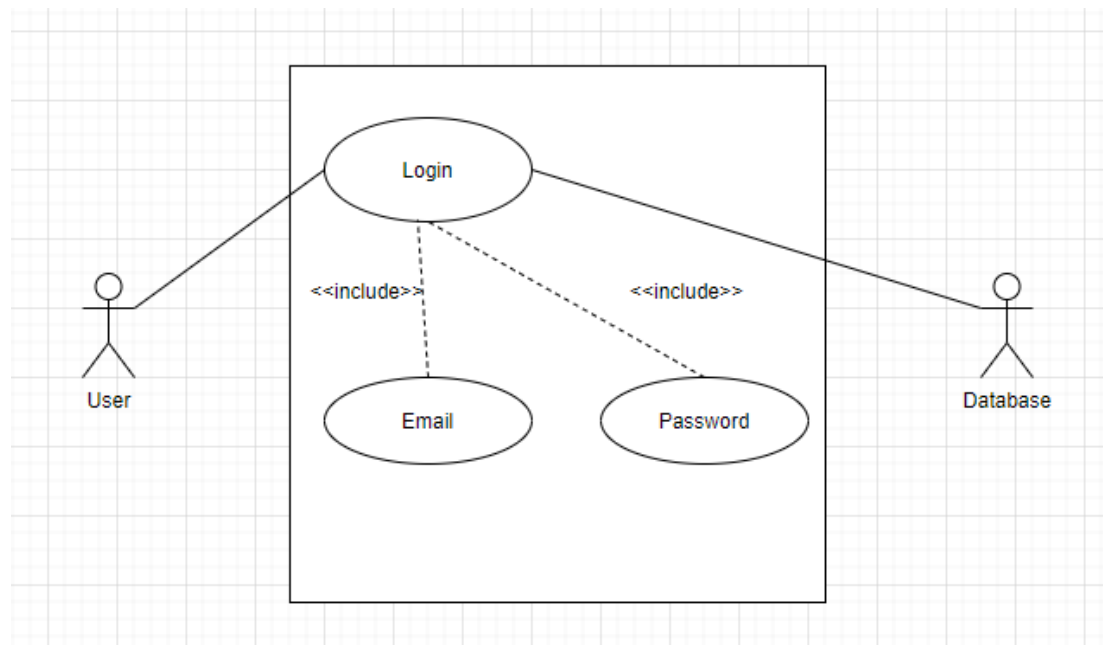 Login
<<include>>
<<include>>
User
Database
Email
Password